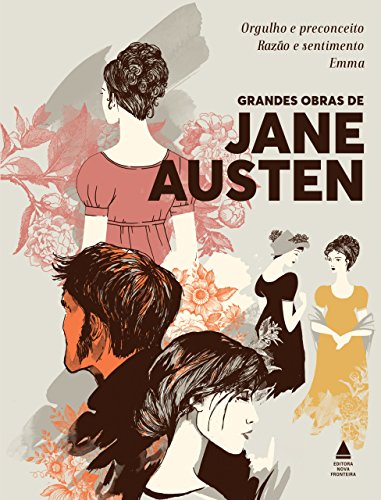 Orgulho e preconceito
Razão e sentimento
Emma
GRANDES OBRAS DE
JANE
AUSTEN
EDITORA
NOVA
FRONTEIRA